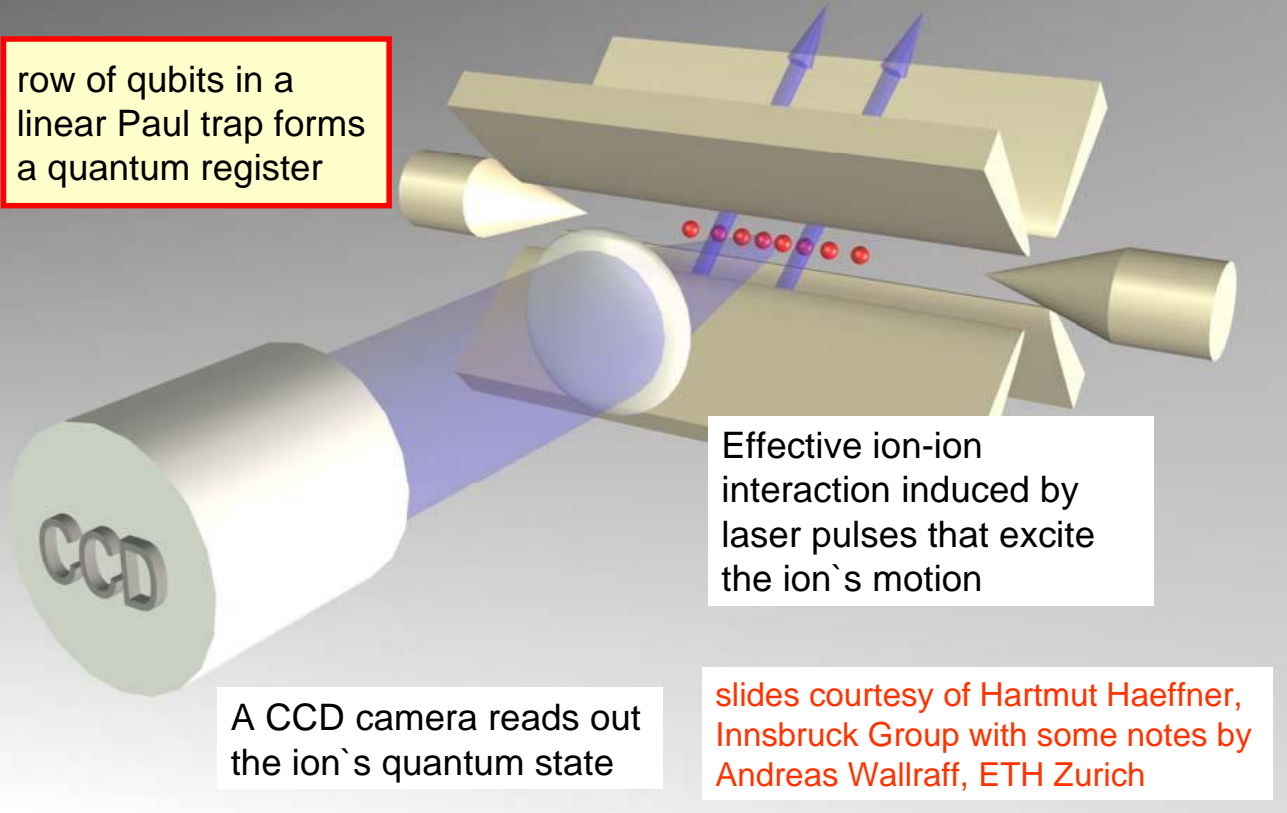 row of qubits in a
linear Paul trap forms
a quantum register
CCD
Effective ion-ion
interaction induced by
laser pulses that excite
the ion`s motion
A CCD camera reads out
the ion`s quantum state
slides courtesy of Hartmut Haeffner,
Innsbruck Group with some notes by
Andreas Wallraff, ETH Zurich